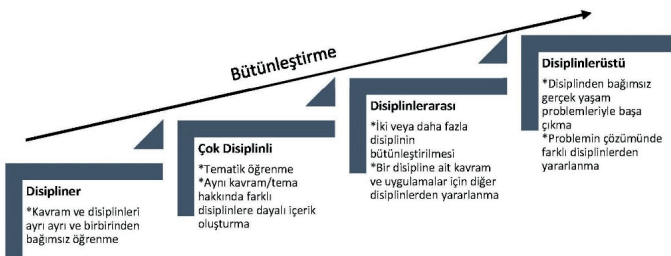 Bütünleştirme
Disipliner
*Kavram ve disiplinleri
ayrı ayrı ve birbirinden
bağımsız öğrenme
Çok Disiplinli
*Tematik öğrenme
*Aynı kavram/tema
hakkında farklı
disiplinlere dayalı içerik
oluşturma
Disiplinlerarası
*İki veya daha fazla
disiplinin
bütünleştirilmesi
*Bir displine ait kavram
ve uygulamalar için diğer
disiplinlerden yararlanma
Disiplinlerüstü
*Disiplinden bağımsız
gerçek yaşam
problemleriyle başa
çıkma
*Problemin çözümünde
farklı disiplinlerden
yararlanma